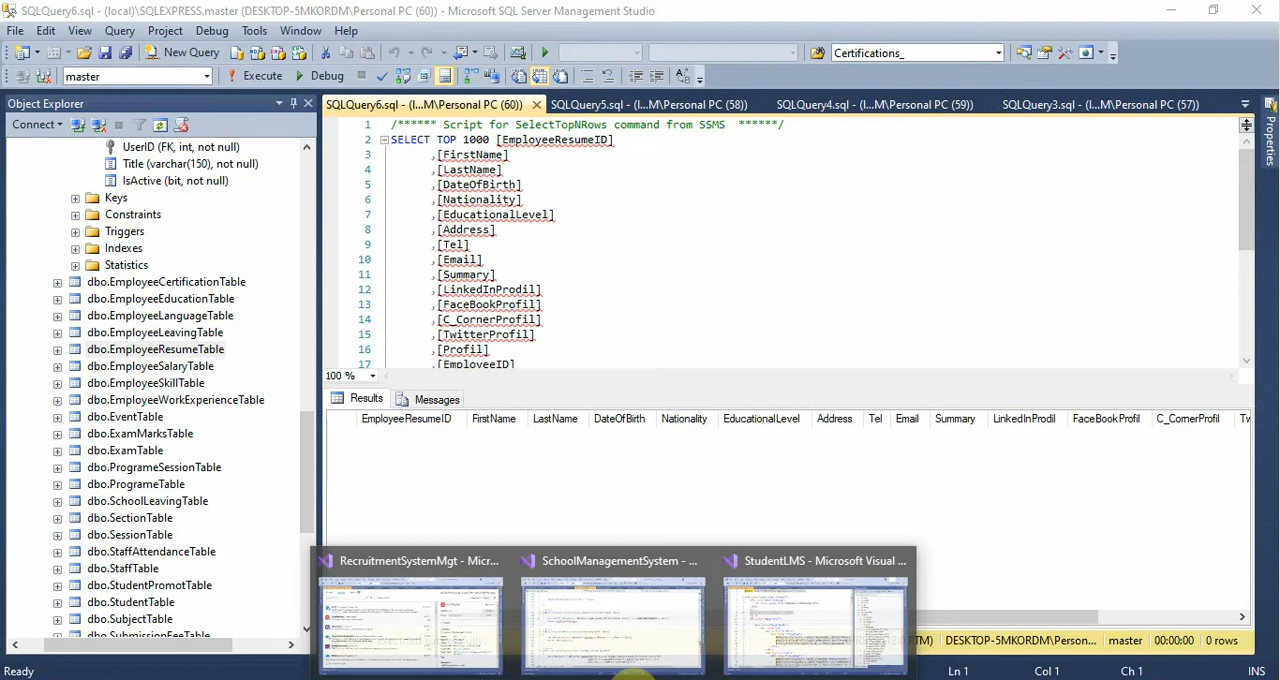 SQLQuery6.sql - (local)\SQLEXPRESS.master (DESKTOP-5MKORDM\Personal PC (60)) - Microsoft SQL Server Management Studio
File Edit View Query Project Debug Tools Window Help
New Query Certifications_
master Execute Debug
Object Explorer
SQLQuery6.sql - (l...M\Personal PC (60)) SQLQuery5.sql - (l...M\Personal PC (58)) SQLQuery4.sql - (l...M\Personal PC (59)) SQLQuery3.sql - (l...M\Personal PC (57))
Properties
Connect
UserID (FK, int, not null)
Title (varchar(150), not null)
IsActive (bit, not null)
Keys
Constraints
Triggers
Indexes
Statistics
dbo.EmployeeCertificationTable
dbo.EmployeeEducationTable
dbo.EmployeeLanguageTable
dbo.EmployeeLeavingTable
dbo.EmployeeResumeTable
dbo.EmployeeSalaryTable
dbo.EmployeeSkillTable
dbo.EmployeeWorkExperienceTable
dbo.EventTable
dbo.ExamMarksTable
dbo.ExamTable
dbo.ProgrameSessionTable
dbo.ProgrameTable
dbo.SchoolLeavingTable
dbo.SectionTable
dbo.SessionTable
dbo.StaffAttendanceTable
dbo.StaffTable
dbo.StudentPromotTable
dbo.StudentTable
dbo.SubjectTable
dbo.SubmissionFeeTable
1 /****** Script for SelectTopNRows command from SSMS ******/
2 SELECT TOP 1000 [EmployeeResumeID]
3 ,[FirstName]
4 ,[LastName]
5 ,[DateOfBirth]
6 ,[Nationality]
7 ,[EducationalLevel]
8 ,[Address]
9 ,[Tel]
10 ,[Email]
11 ,[Summary]
12 ,[LinkedInProdil]
13 ,[FaceBookProfil]
14 ,[C_CornerProfil]
15 ,[TwitterProfil]
16 ,[Profil]
17 ,[EmployeeID]
100 %
Results Messages
EmployeeResumeID FirstName LastName DateOfBirth Nationality EducationalLevel Address Tel Email Summary LinkedInProdil FaceBookProfil C_CornerProfil Tw
RecruitmentSystemMgt - Micr... SchoolManagementSystem - ... StudentLMS - Microsoft Visual ...
RTM) DESKTOP-5MKORDM\Person... master 00:00:00 0 rows
Ready Ln 1 Col 1 Ch 1 INS